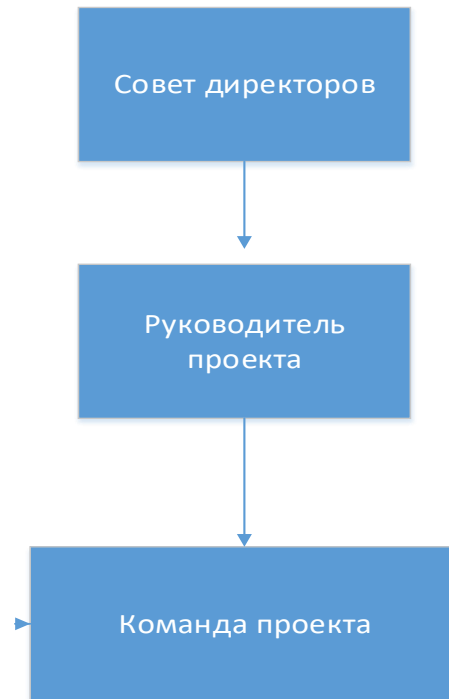 Совет директоров
Руководитель
проекта
Команда проекта